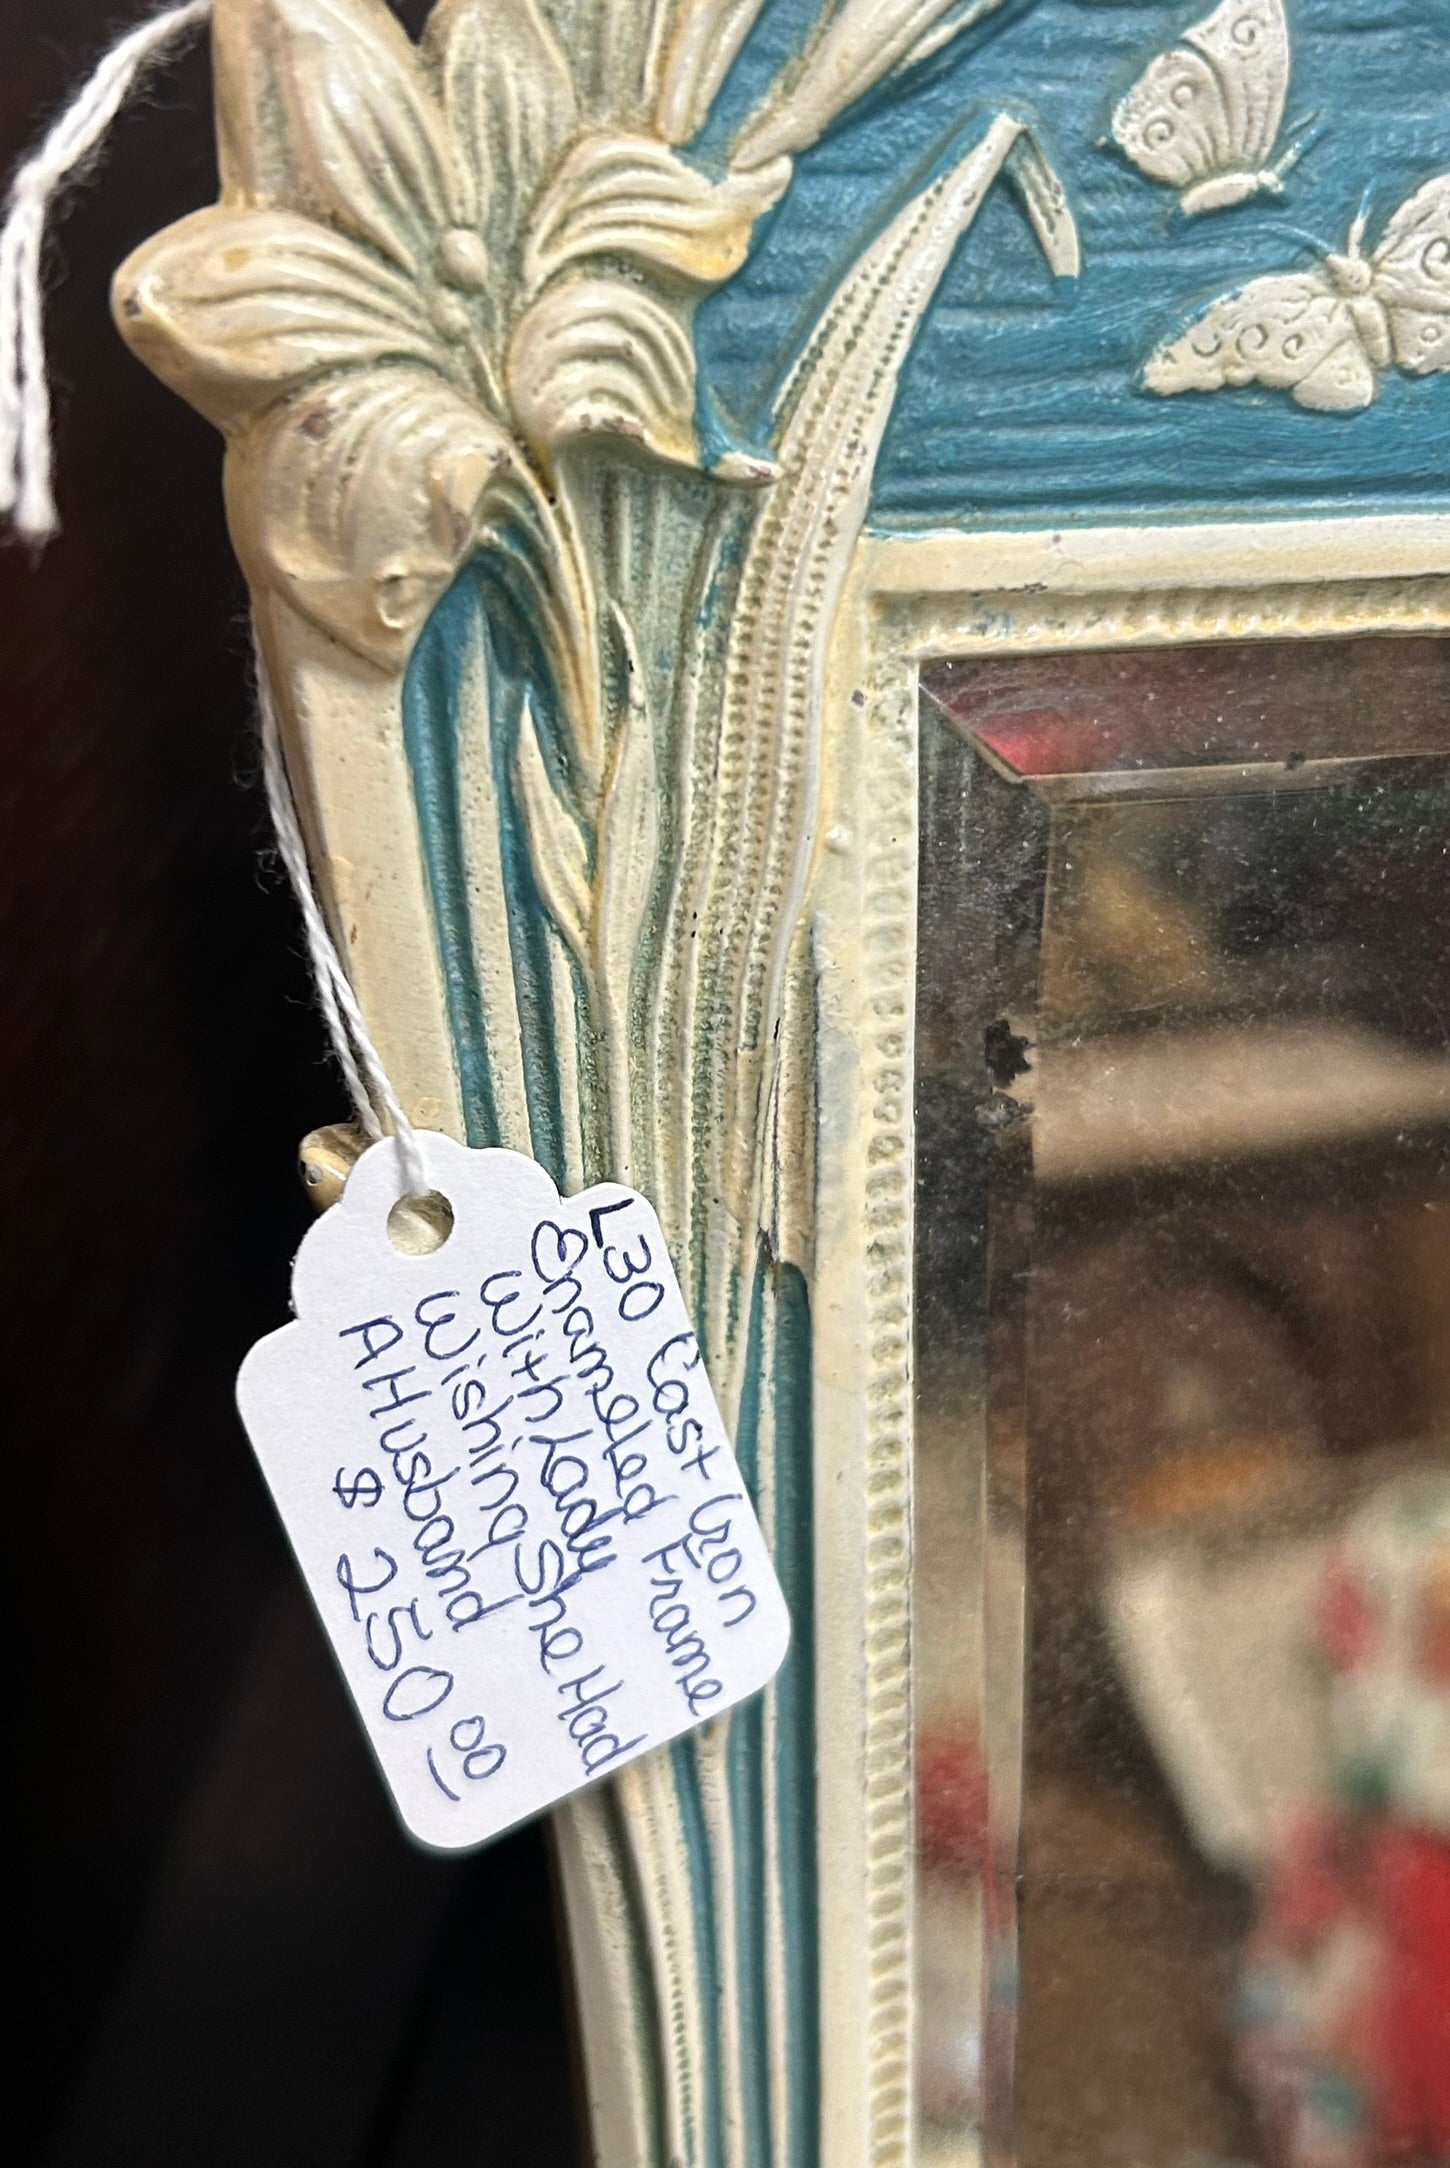 L30 Cast Iron
Enameled Frame
With Lady
Wishing She Had
A Husband
$ 250.00